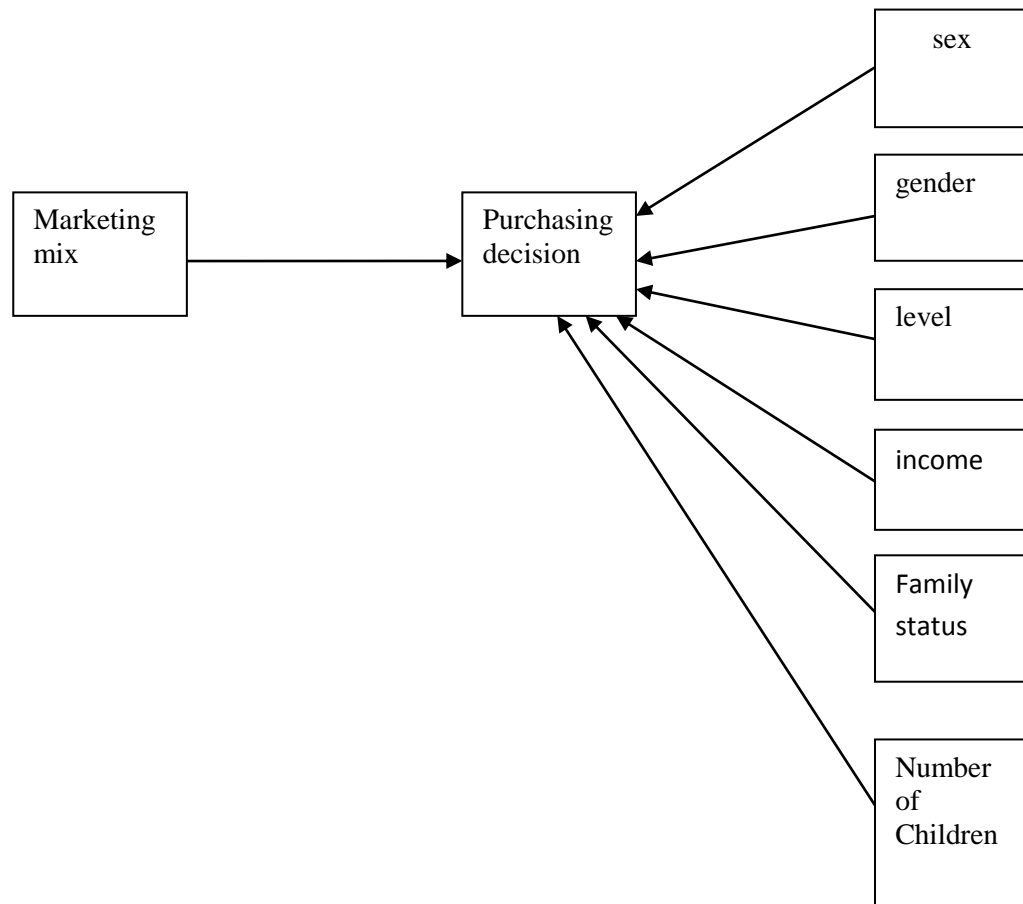 sex
gender
Marketing
mix
Purchasing
decision
level
income
Family
status
Number
of
Children